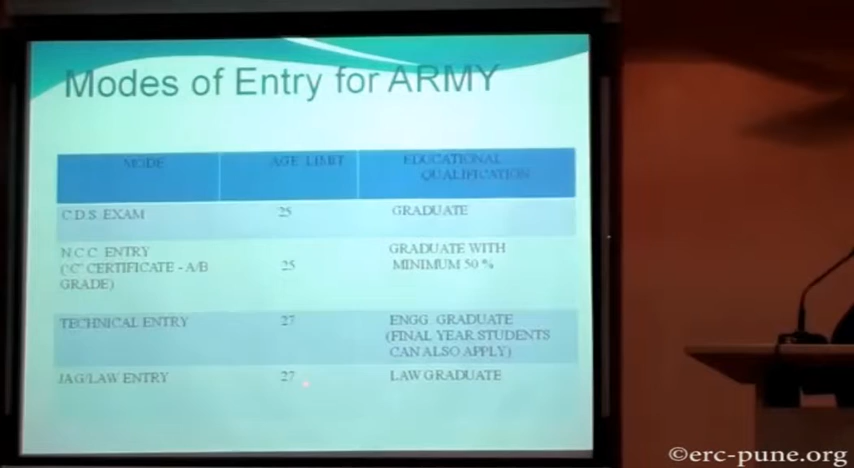 Modes of Entry for ARMY
MODE AGE LIMIT EDUCATIONAL
QUALIFICATION
C.D.S. EXAM 25 GRADUATE
N.C.C. ENTRY
('C' CERTIFICATE - A/B
GRADE) 25 GRADUATE WITH
MINIMUM 50 %
TECHNICAL ENTRY 27 ENGG. GRADUATE
(FINAL YEAR STUDENTS
CAN ALSO APPLY)
JAG/LAW ENTRY 27 LAW GRADUATE
©erc-pune.org